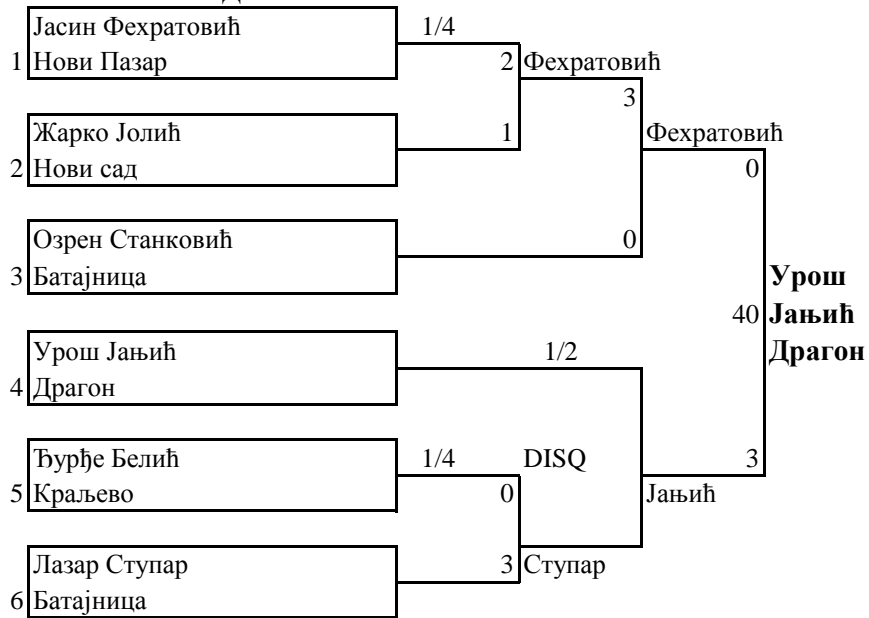 Јасин Фехратовић 1/4
1 Нови Пазар 2 Фехратовић
3
Жарко Јолић 1 Фехратовић
2 Нови сад 0
Озрен Станковић 0
3 Батајница Урош
40 Јањић
Урош Јањић 1/2 Драгон
4 Драгон
Ђурђе Белић 1/4 DISQ 3
5 Краљево 0 Јањић
Лазар Ступар 3 Ступар
6 Батајница